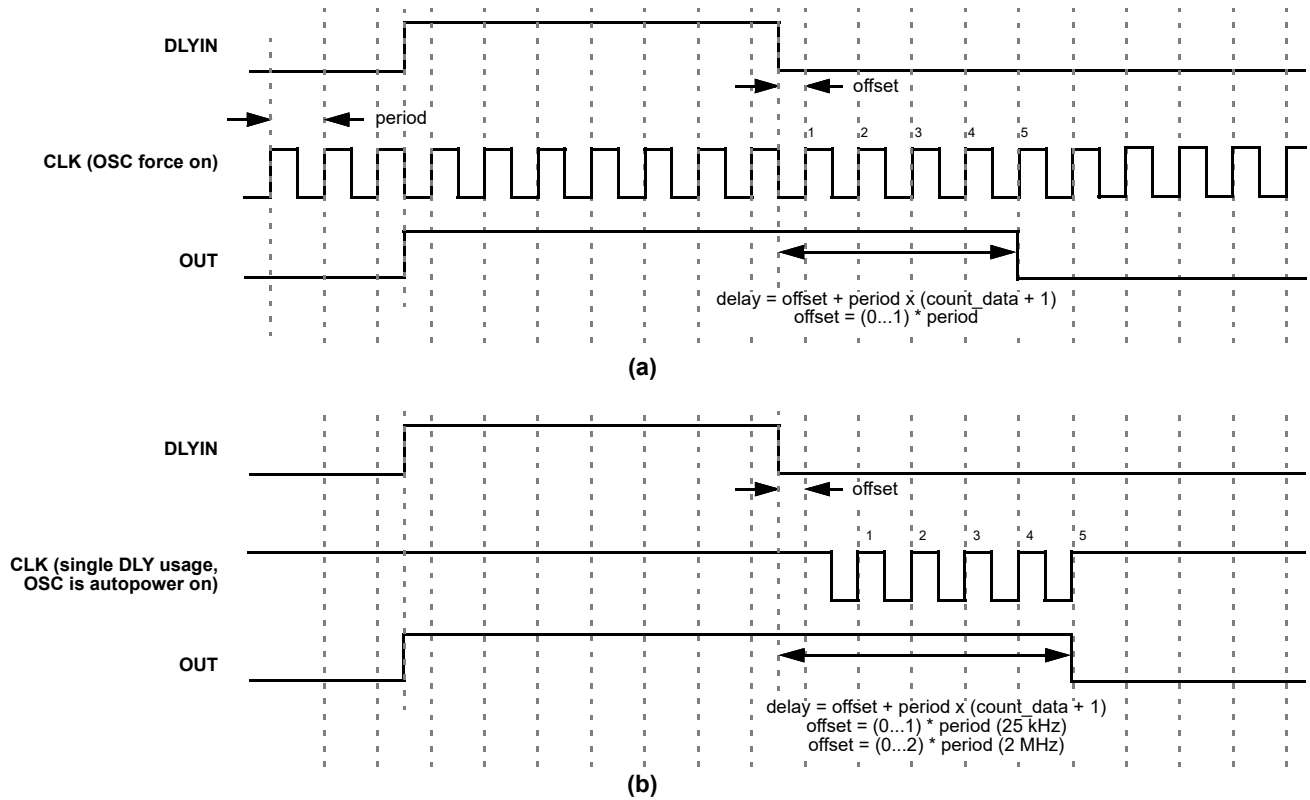 DLYIN
offset
period
1 2 3 4 5
CLK (OSC force on)
OUT
delay = offset + period x (count_data + 1)
offset = (0...1) * period
(a)
DLYIN
offset
1 2 3 4 5
CLK (single DLY usage,
OSC is autopower on)
OUT
delay = offset + period x (count_data + 1)
offset = (0...1) * period (25 kHz)
offset = (0...2) * period (2 MHz)
(b)